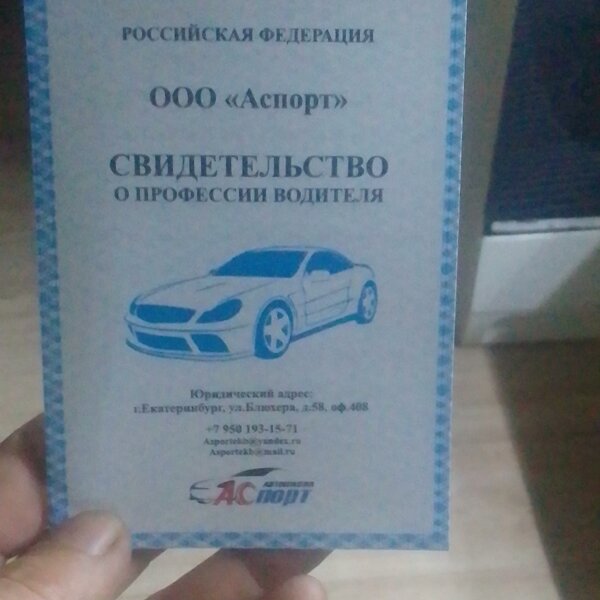 РОССИЙСКАЯ ФЕДЕРАЦИЯ
ООО «Аспорт»
СВИДЕТЕЛЬСТВО
О ПРОФЕССИИ ВОДИТЕЛЯ
Юридический адрес:
г.Екатеринбург, ул.Блюхера, д.58, оф.408
+7 950 193-15-71
Asportekb@yandex.ru
Asportekb@mail.ru
АВТОШКОЛА
АСПОРТ